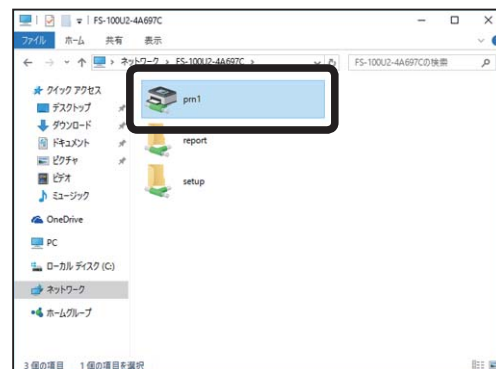 FS-100U2-4A697C
ファイル ホーム 共有 表示
ネットワーク > FS-100U2-4A697C >
FS-100U2-4A697Cの検索
クイック アクセス
デスクトップ
ダウンロード
ドキュメント
ピクチャ
ビデオ
ミュージック
OneDrive
PC
ローカル ディスク (C:)
ネットワーク
ホームグループ
prn1
report
setup
3 個の項目 1 個の項目を選択